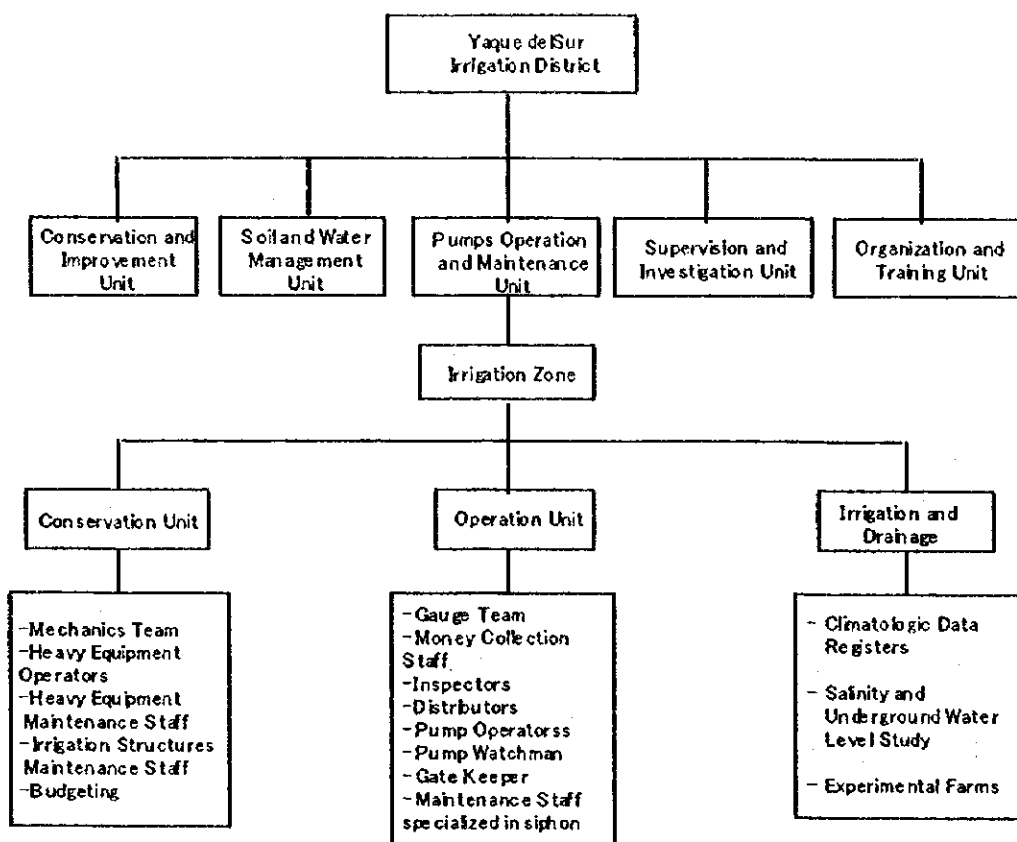 Yaque delSur
Irrigation District
Conservation and
Improvement
Unit
Soil and Water
Management
Unit
Pumps Operation
and Maintenance
Unit
Supervision and
Investigation Unit
Organization and
Training Unit
Irrigation Zone
Conservation Unit
Operation Unit
Irrigation and
Drainage
-Mechanics Team
-Heavy Equipment
Operators
-Heavy Equipment
Maintenance Staff
-Irrigation Structures
Maintenance Staff
-Budgeting
-Gauge Team
-Money Collection
Staff
-Inspectors
-Distributors
-Pump Operatorss
-Pump Watchman
-Gate Keeper
-Maintenance Staff
specialized in siphon
- Climatologic Data
Registers
- Salinity and
Underground Water
Level Study
- Experimental Farms